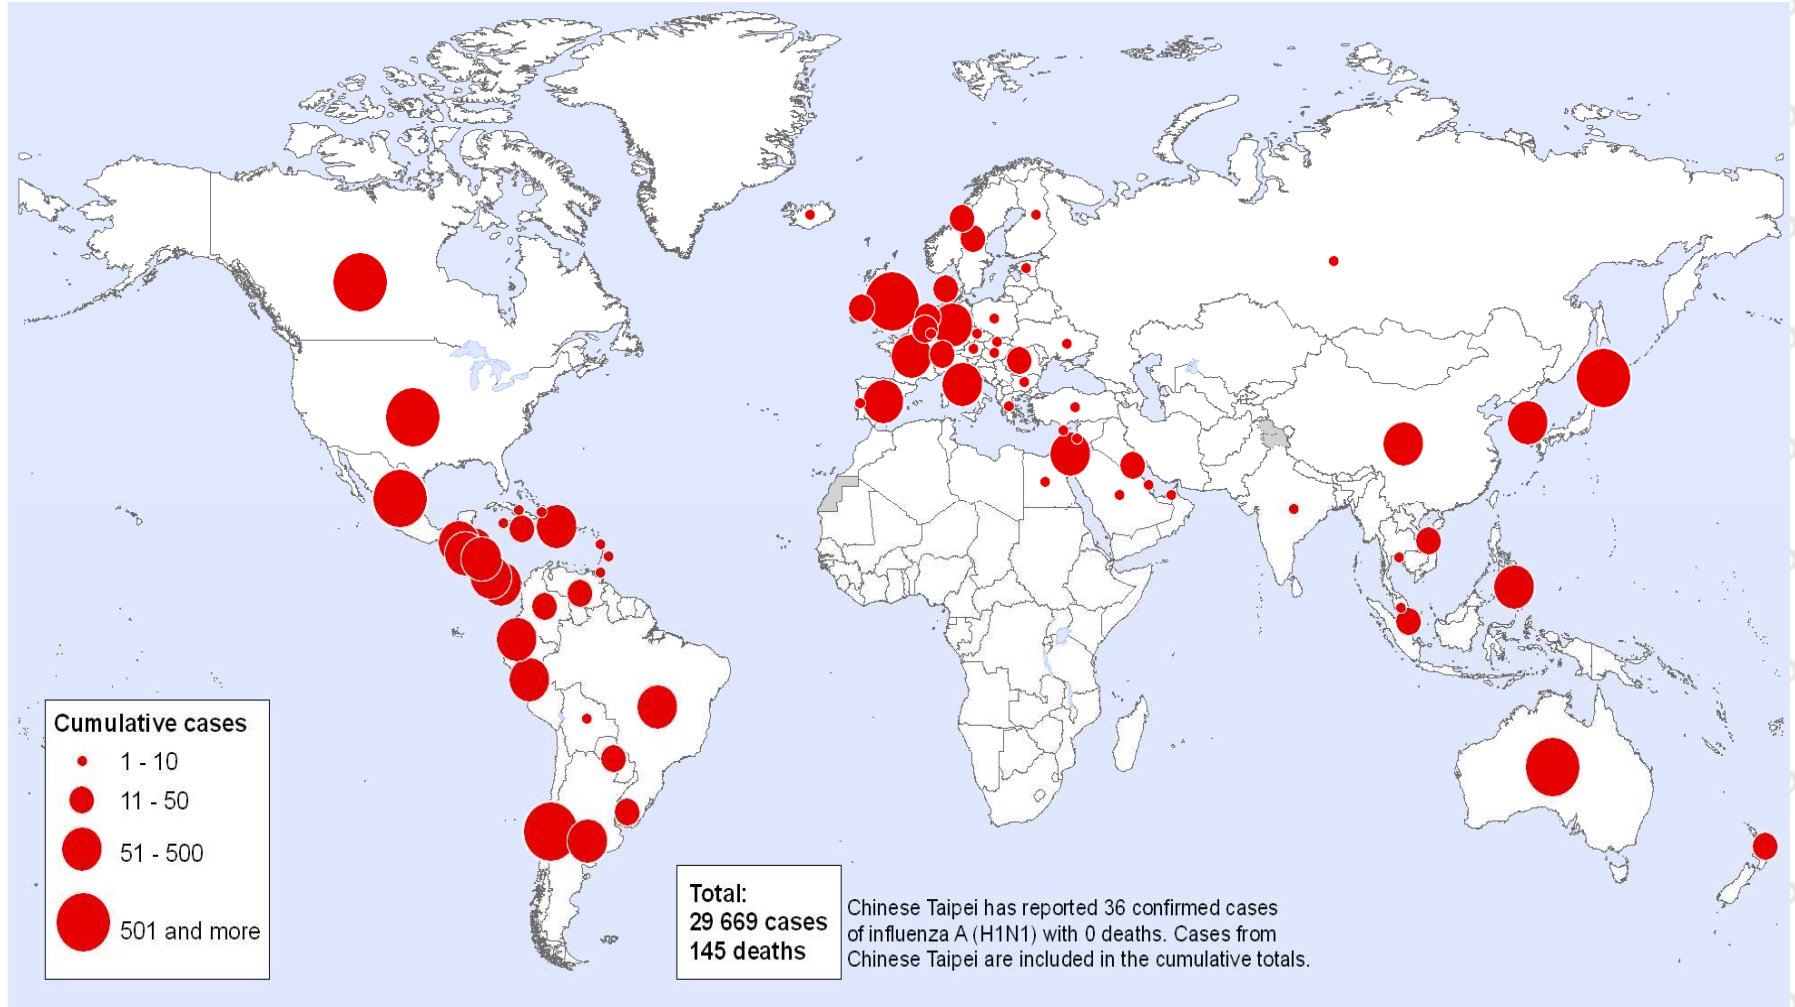 Cumulative cases
1 - 10
11 - 50
51 - 500
501 and more
Total:
29 669 cases
145 deaths
Chinese Taipei has reported 36 confirmed cases
of influenza A (H1N1) with 0 deaths. Cases from
Chinese Taipei are included in the cumulative totals.